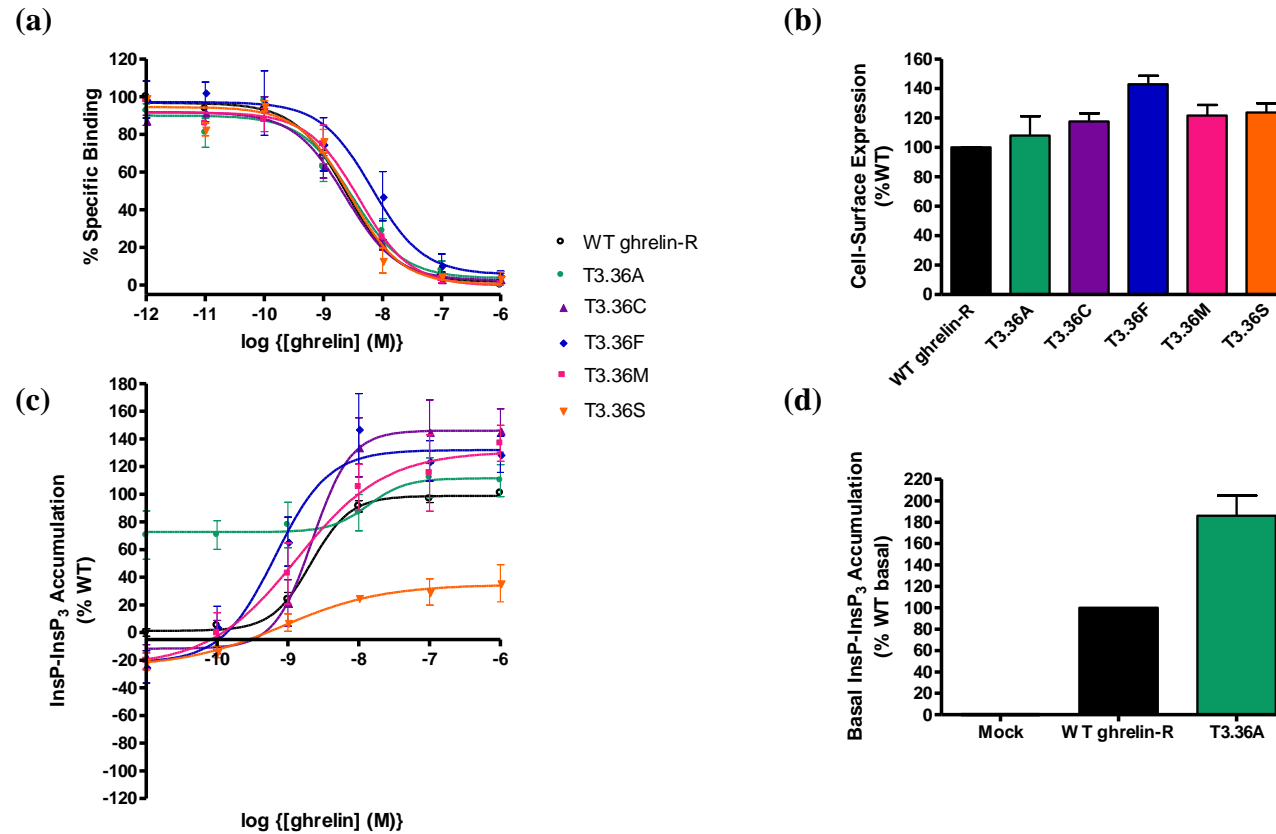 (a)
120
100
80
60
40
20
0
% Specific Binding
-12 -11 -10 -9 -8 -7 -6
log {[ghrelin] (M)}
WT ghrelin-R
T3.36A
T3.36C
T3.36F
T3.36M
T3.36S
(b)
160
140
120
100
80
60
40
20
0
Cell-Surface Expression
(%WT)
WT ghrelin-R
T3.36A
T3.36C
T3.36F
T3.36M
T3.36S
(c)
180
160
140
120
100
80
60
40
20
0
-20
-40
-60
-80
-100
-120
InsP-InsP3 Accumulation
(% WT)
-10 -9 -8 -7 -6
log {[ghrelin] (M)}
(d)
220
200
180
160
140
120
100
80
60
40
20
0
Basal InsP-InsP3 Accumulation
(% WT basal)
Mock WT ghrelin-R T3.36A